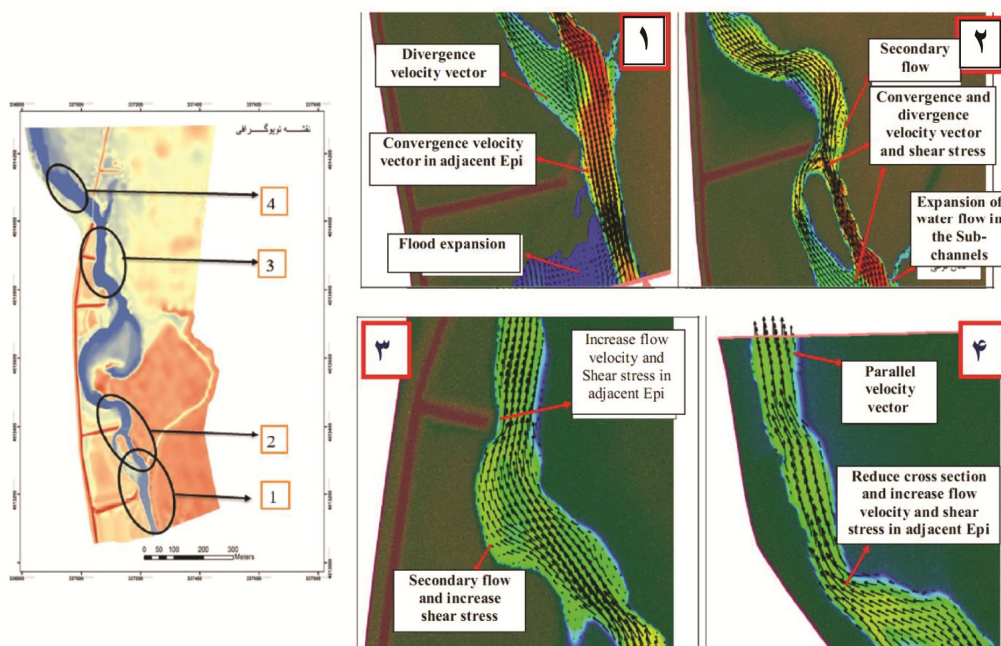 نقشه توپوگرافی
4
3
2
1
0 50 100 200 300
Meters
۱
Divergence
velocity vector
Convergence velocity
vector in adjacent Epi
Flood expansion
۲
Secondary
flow
Convergence and
divergence
velocity vector
and shear stress
Expansion of
water flow in
the Sub-
channels
۳
Increase flow
velocity and
Shear stress in
adjacent Epi
Secondary flow
and increase
shear stress
۴
Parallel
velocity
vector
Reduce cross section
and increase flow
velocity and shear
stress in adjacent Epi